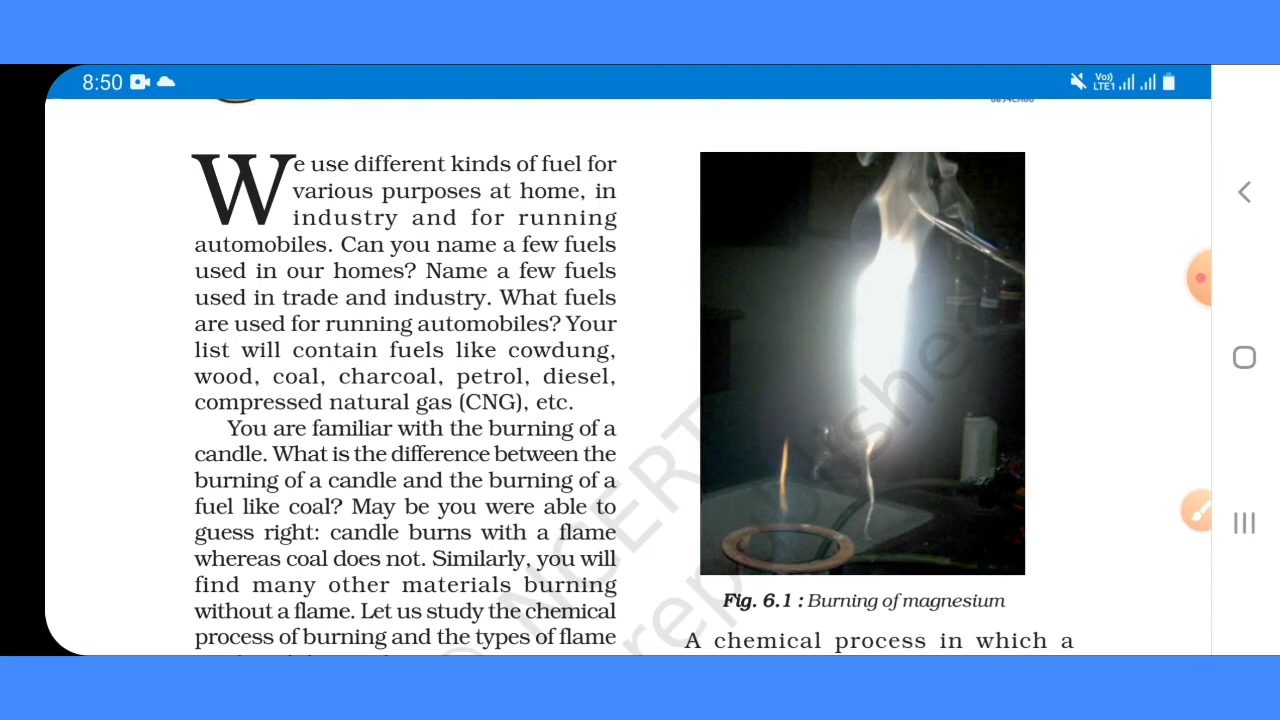 8:50
Vo))
LTE1
We use different kinds of fuel for
various purposes at home, in
industry and for running
automobiles. Can you name a few fuels
used in our homes? Name a few fuels
used in trade and industry. What fuels
are used for running automobiles? Your
list will contain fuels like cowdung,
wood, coal, charcoal, petrol, diesel,
compressed natural gas (CNG), etc.
You are familiar with the burning of a
candle. What is the difference between the
burning of a candle and the burning of a
fuel like coal? May be you were able to
guess right: candle burns with a flame
whereas coal does not. Similarly, you will
find many other materials burning
without a flame. Let us study the chemical
process of burning and the types of flame
Fig. 6.1 : Burning of magnesium
A chemical process in which a
NCERT